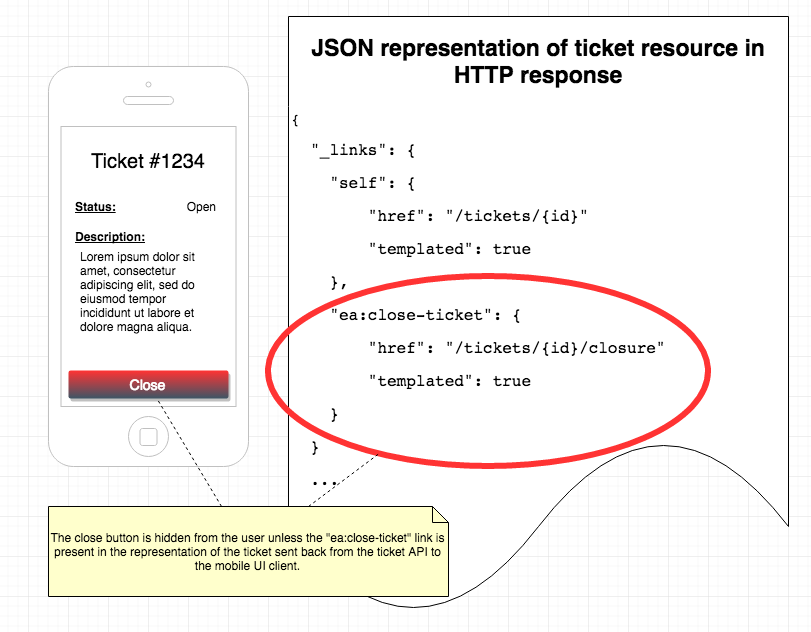 JSON representation of ticket resource in
HTTP response
Ticket #1234
Status: Open
Description:
Lorem ipsum dolor sit
amet, consectetur
adipiscing elit, sed do
eiusmod tempor
incididunt ut labore et
dolore magna aliqua.
Close
{
"_links": {
"self": {
"href": "/tickets/{id}"
"templated": true
},
"ea:close-ticket": {
"href": "/tickets/{id}/closure"
"templated": true
}
}
...
The close button is hidden from the user unless the "ea:close-ticket" link is
present in the representation of the ticket sent back from the ticket API to
the mobile UI client.